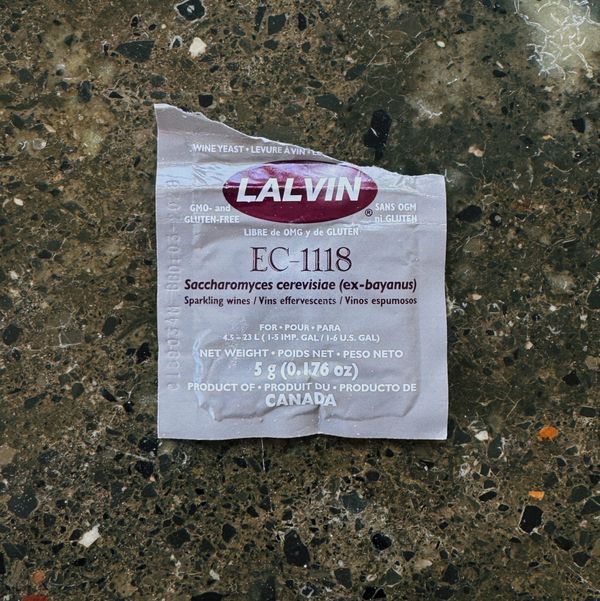 WINE YEAST • LEVURE À VIN •
LALVIN
®
GMO- and
GLUTEN-FREE
SANS OGM
ni GLUTEN
LIBRE de OMG y de GLUTEN
EC-1118
Saccharomyces cerevisiae (ex-bayanus)
Sparkling wines / Vins effervescents / Vinos espumosos
FOR • POUR • PARA
4.5 – 23 L ( 1-5 IMP. GAL / 1-6 U.S. GAL)
NET WEIGHT • POIDS NET • PESO NETO
5 g (0.176 oz)
PRODUCT OF • PRODUIT DU • PRODUCTO DE
CANADA